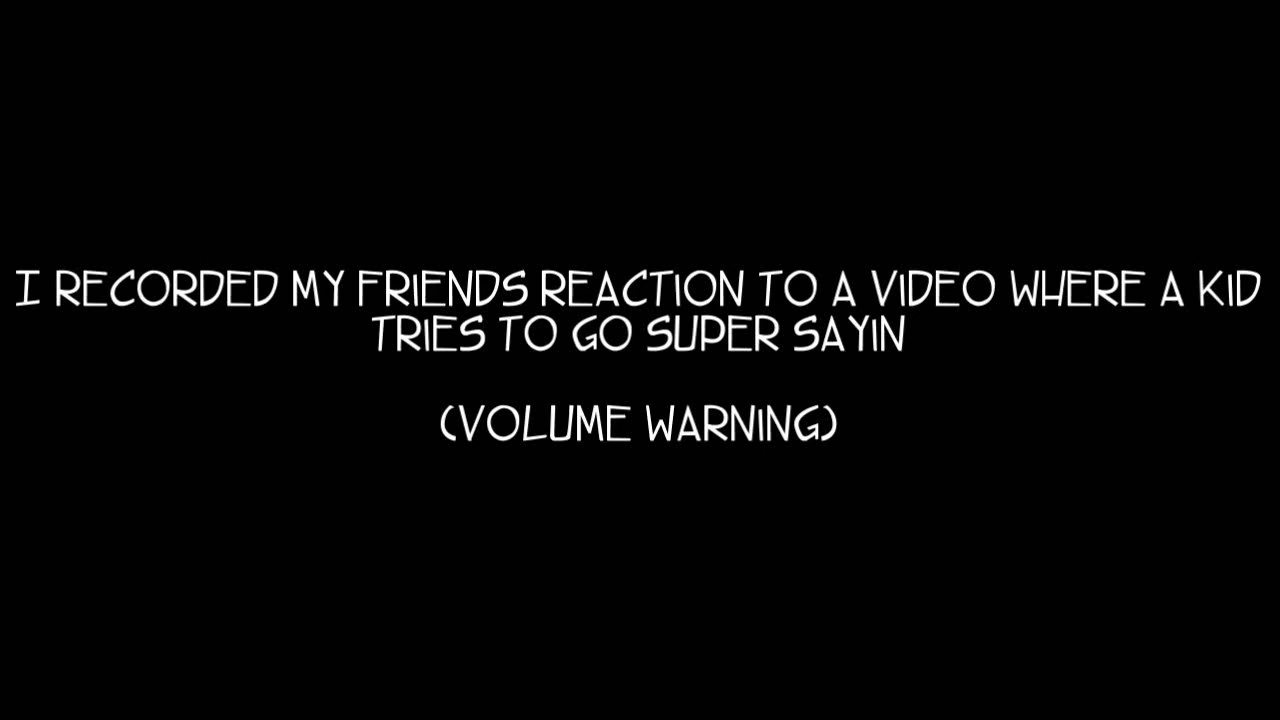 I RECORDED MY FRIENDS REACTION TO A VIDEO WHERE A KID
TRIES TO GO SUPER SAYIN
(VOLUME WARNING)